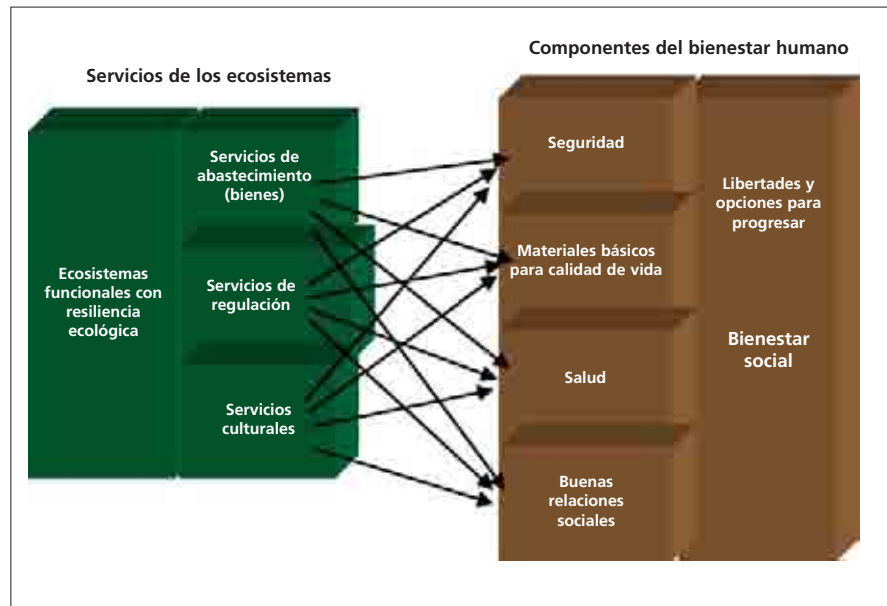 Servicios de los ecosistemas
Ecosistemas
funcionales con
resiliencia
ecológica
Servicios de
abastecimiento
(bienes)
Servicios de
regulación
Servicios
culturales
Componentes del bienestar humano
Seguridad
Materiales básicos
para calidad de vida
Salud
Buenas
relaciones
sociales
Libertades y
opciones para
progresar
Bienestar
social